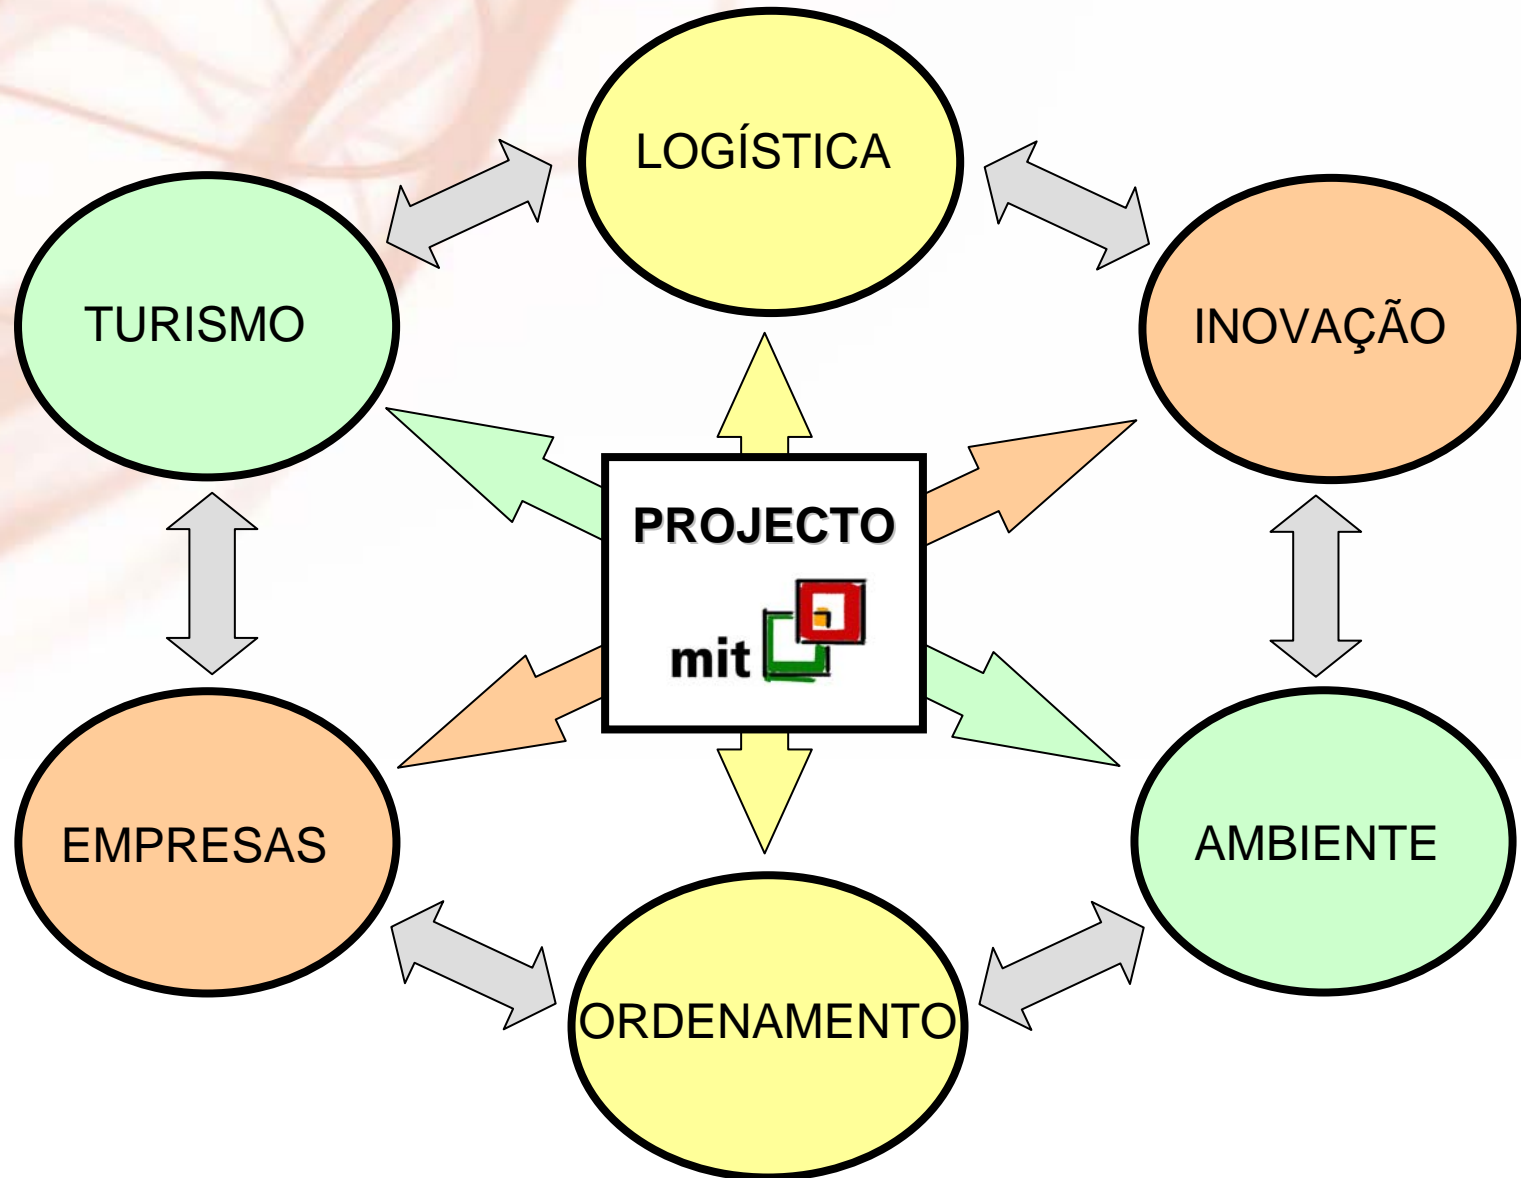 LOGÍSTICA
TURISMO
INOVAÇÃO
PROJECTO
mit
EMPRESAS
AMBIENTE
ORDENAMENTO